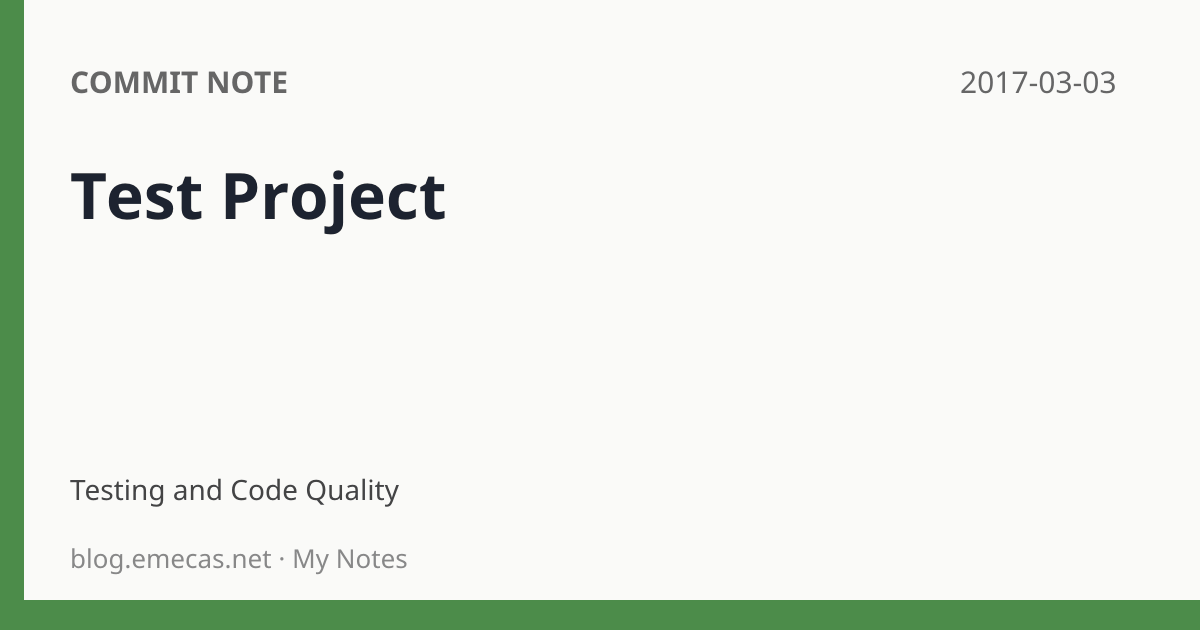 COMMIT NOTE
2017-03-03
Test Project
Testing and Code Quality
blog.emecas.net · My Notes